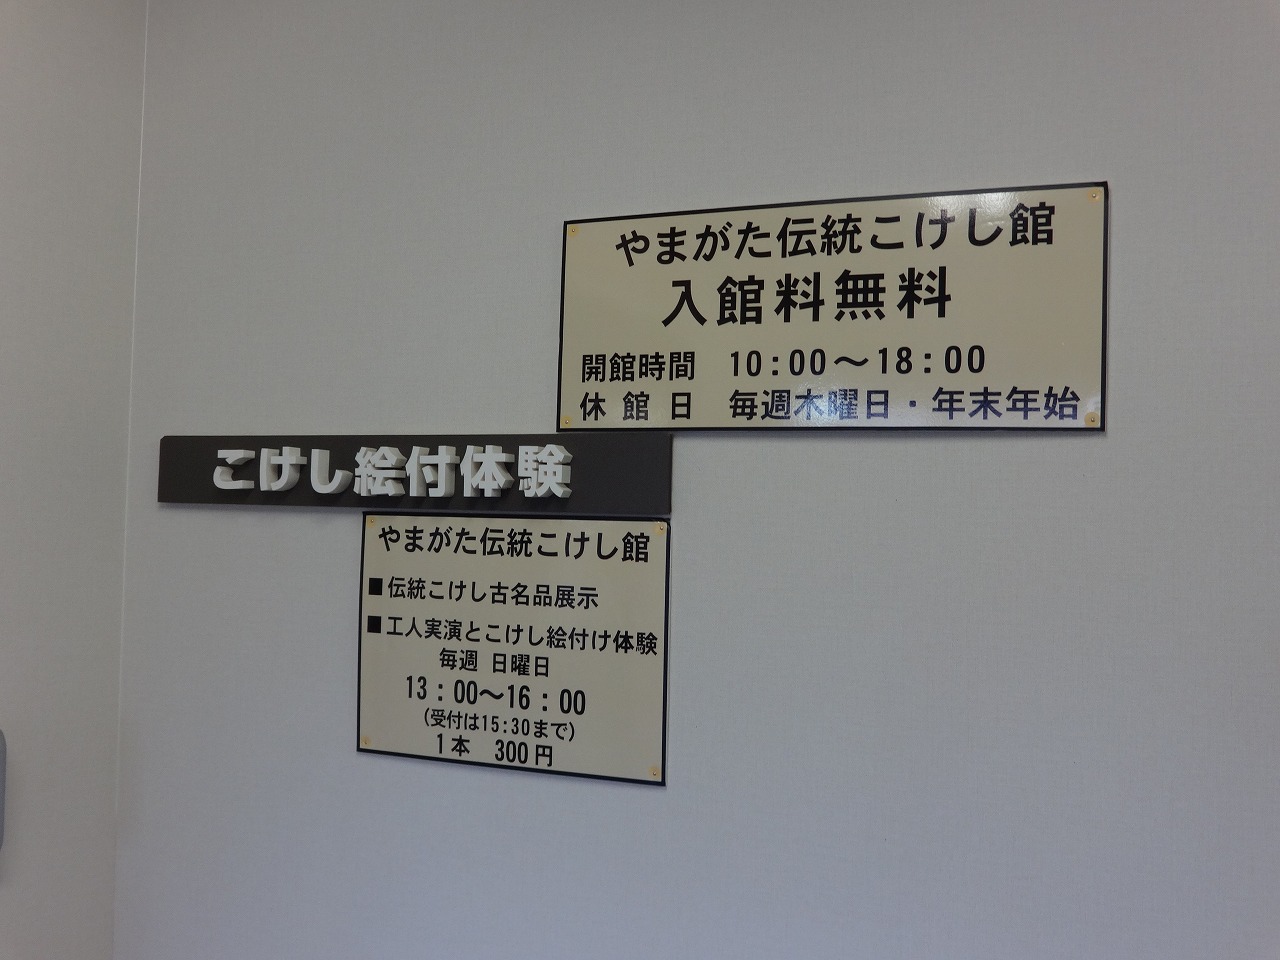 やまがた伝統こけし館
入館料無料
開館時間 10:00～18:00
休館日 毎週木曜日・年末年始
こけし絵付体験
やまがた伝統こけし館
■伝統こけし古名品展示
■工人実演とこけし絵付け体験
毎週 日曜日
13：00～16：00
（受付は15:30まで）
1本 300円